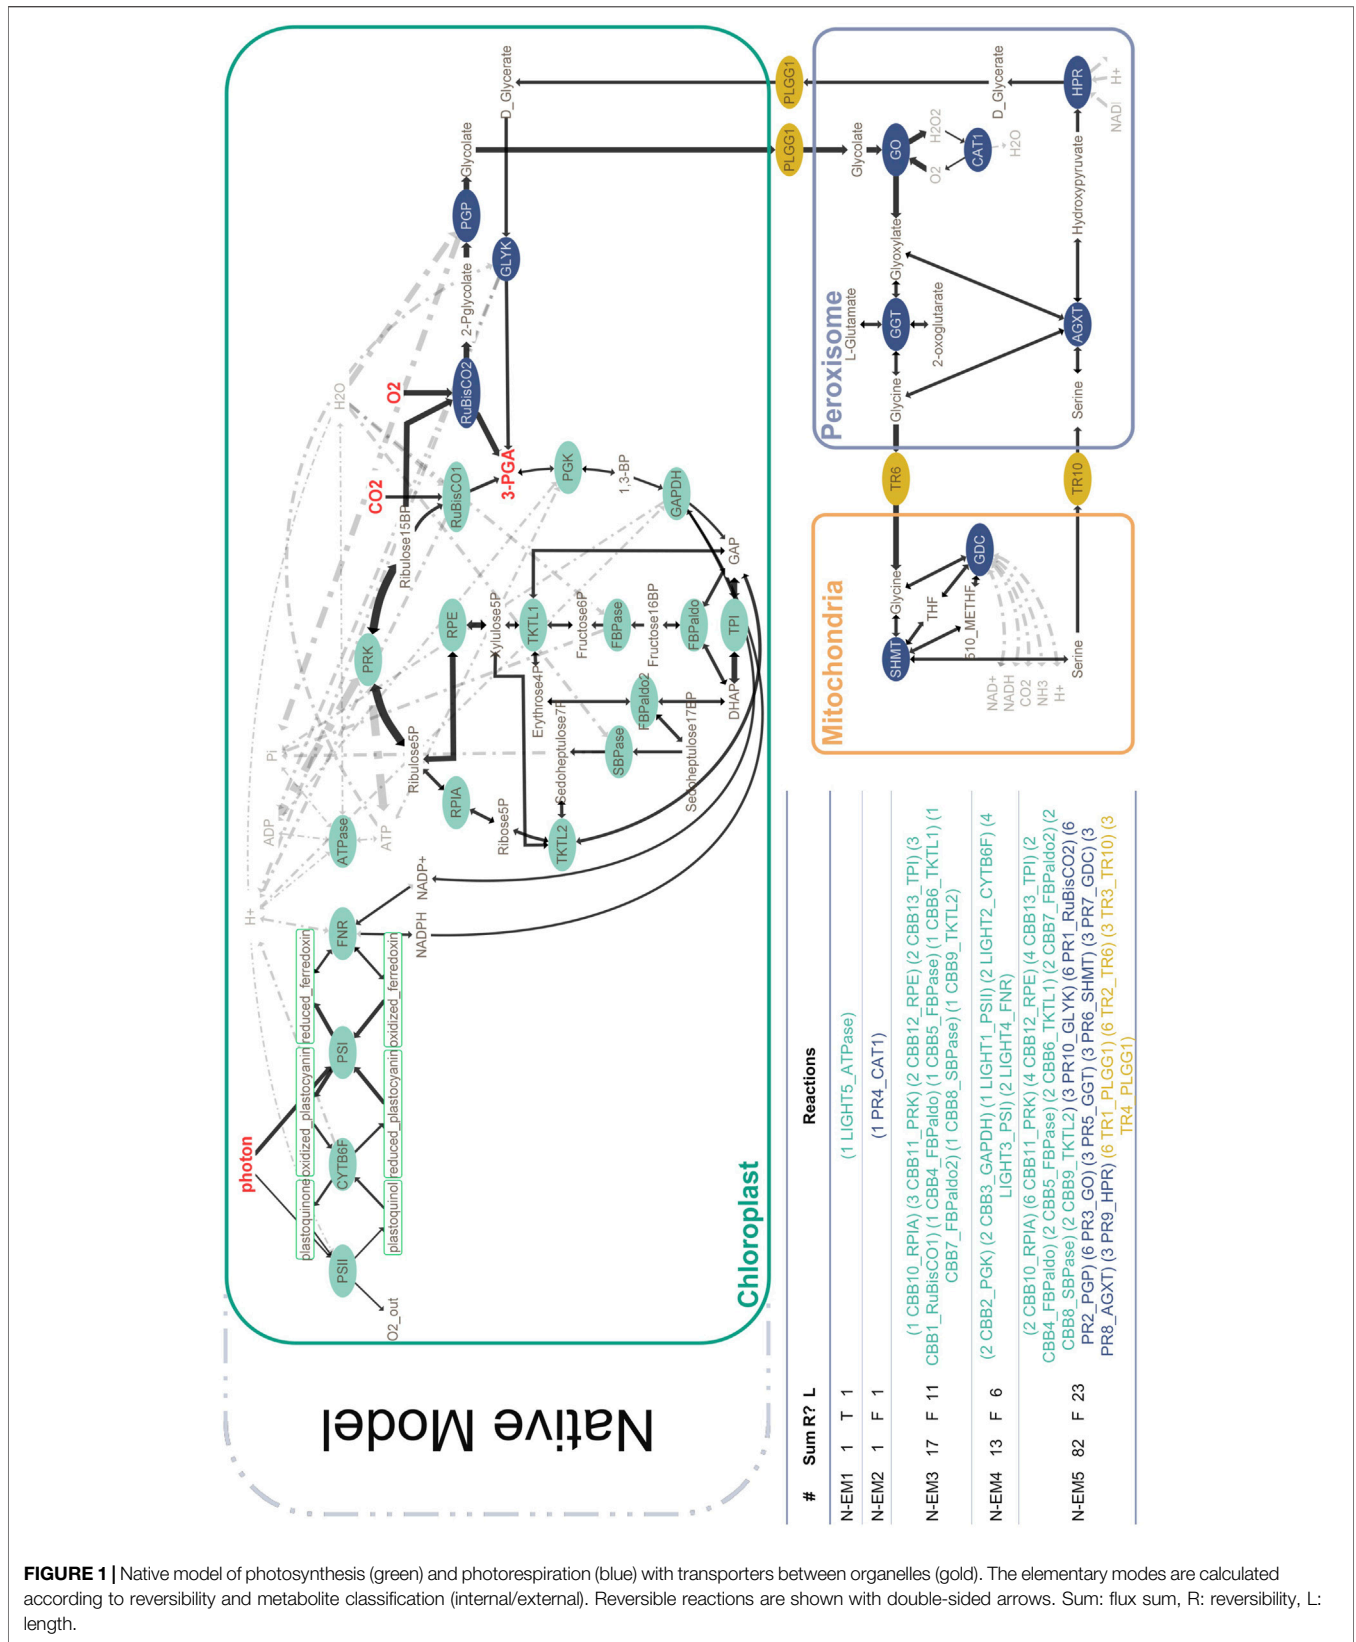 Native Model
Chloroplast
photon
PSII
O2_out
plastoquinone
plastoquinol
CYTB6F
oxidized_plastocyanin
reduced_plastocyanin
PSI
reduced_ferredoxin
oxidized_ferredoxin
FNR
NADPH
NADP+
H+
ADP
ATPase
ATP
Pi
H2O
PRK
Ribulose5P
Ribulose15BP
RPIA
Ribose5P
RPE
Xylulose5P
TKTL2
TKTL1
Sedoheptulose7P
Erythrose4P
Fructose6P
SBPase
FBPase
Sedoheptulose17BP
FBPaldo2
Fructose16BP
FBPaldo
DHAP
TPI
GAP
GAPDH
1,3-BP
PGK
3-PGA
CO2
O2
RuBisCO1
RuBisCO2
2-Pglycolate
PGP
Glycolate
GLYK
D_Glycerate
PLGG1
PLGG1
Peroxisome
Glycolate
GO
O2
H2O2
CAT1
H2O
Glyoxylate
GGT
L-Glutamate
2-oxoglutarate
Glycine
AGXT
Serine
Hydroxypyruvate
HPR
D_Glycerate
H+
TR6
TR10
Mitochondria
Glycine
SHMT
THF
GDC
NAD+
NADH
CO2
NH3
H+
Serine
# Sum R? L Reactions
N-EM1 1 T 1 (1 LIGHT5_ATPase)
N-EM2 1 F 1 (1 PR4_CAT1)
N-EM3 17 F 11 (1 CBB10_RPIA) (3 CBB11_PRK) (2 CBB12_RPE) (2 CBB13_TPI) (3
CBB1_RuBisCO1) (1 CBB4_FBPaldo) (1 CBB5_FBPase) (1 CBB6_TKTL1) (1
CBB7_FBPaldo2) (1 CBB8_SBPase) (1 CBB9_TKTL2)
N-EM4 13 F 6 (2 CBB2_PGK) (2 CBB3_GAPDH) (1 LIGHT1_PSII) (2 LIGHT2_CYTB6F) (4
LIGHT3_PSI) (2 LIGHT4_FNR)
N-EM5 82 F 23 (2 CBB10_RPIA) (6 CBB11_PRK) (4 CBB12_RPE) (4 CBB13_TPI) (2
CBB4_FBPaldo) (2 CBB5_FBPase) (2 CBB6_TKTL1) (2 CBB7_FBPaldo2) (2
CBB8_SBPase) (2 CBB9_TKTL2) (3 PR10_GLYK) (6 PR1_RuBisCO2) (6
PR2_PGP) (6 PR3_GO) (3 PR5_GGT) (3 PR6_SHMT) (3 PR7_GDC) (3
PR8_AGXT) (3 PR9_HPR) (6 TR1_PLGG1) (6 TR2_TR6) (3 TR3_TR10) (3
TR4_PLGG1)
FIGURE 1 | Native model of photosynthesis (green) and photorespiration (blue) with transporters between organelles (gold). The elementary modes are calculated
according to reversibility and metabolite classification (internal/external). Reversible reactions are shown with double-sided arrows. Sum: flux sum, R: reversibility, L:
length.